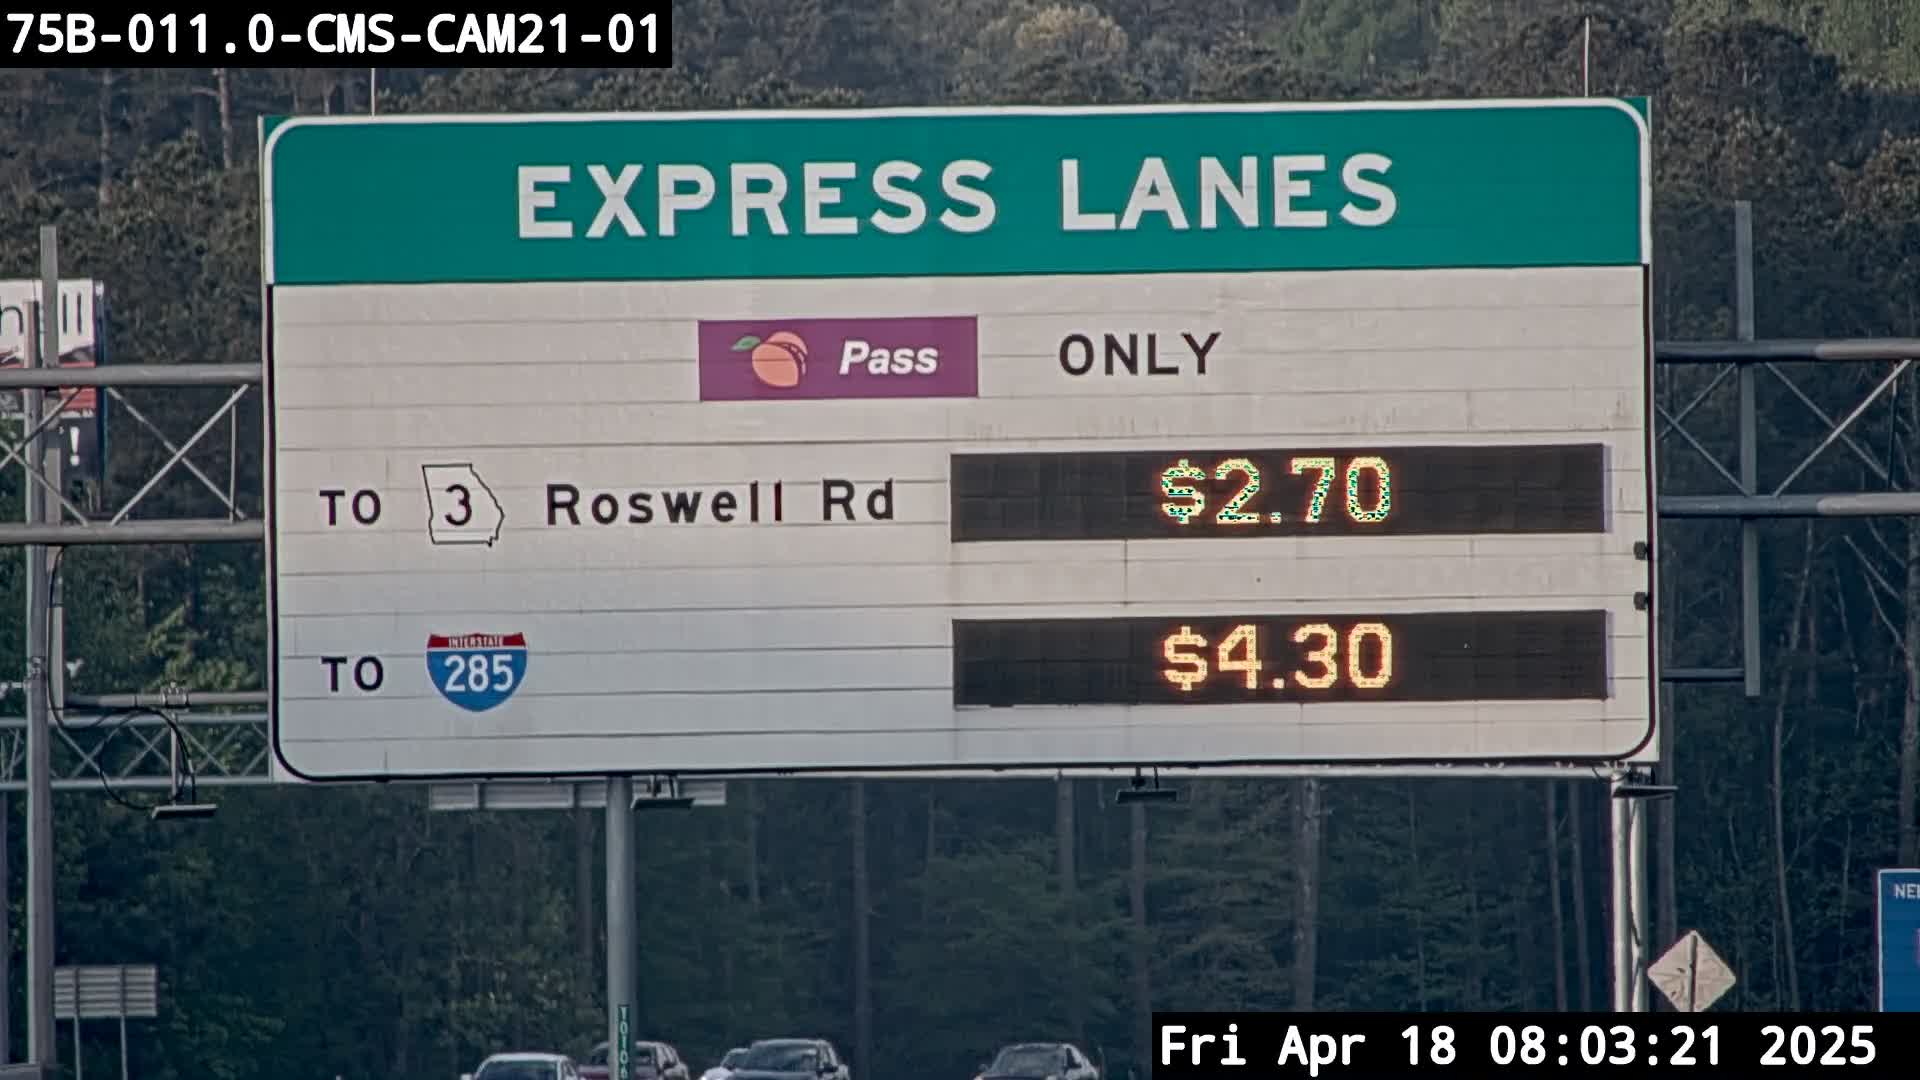 75B-011.0-CMS-CAM21-01
EXPRESS LANES
Pass ONLY
TO 3 Roswell Rd $2.70
TO INTERSTATE 285 $4.30
Fri Apr 18 08:03:21 2025